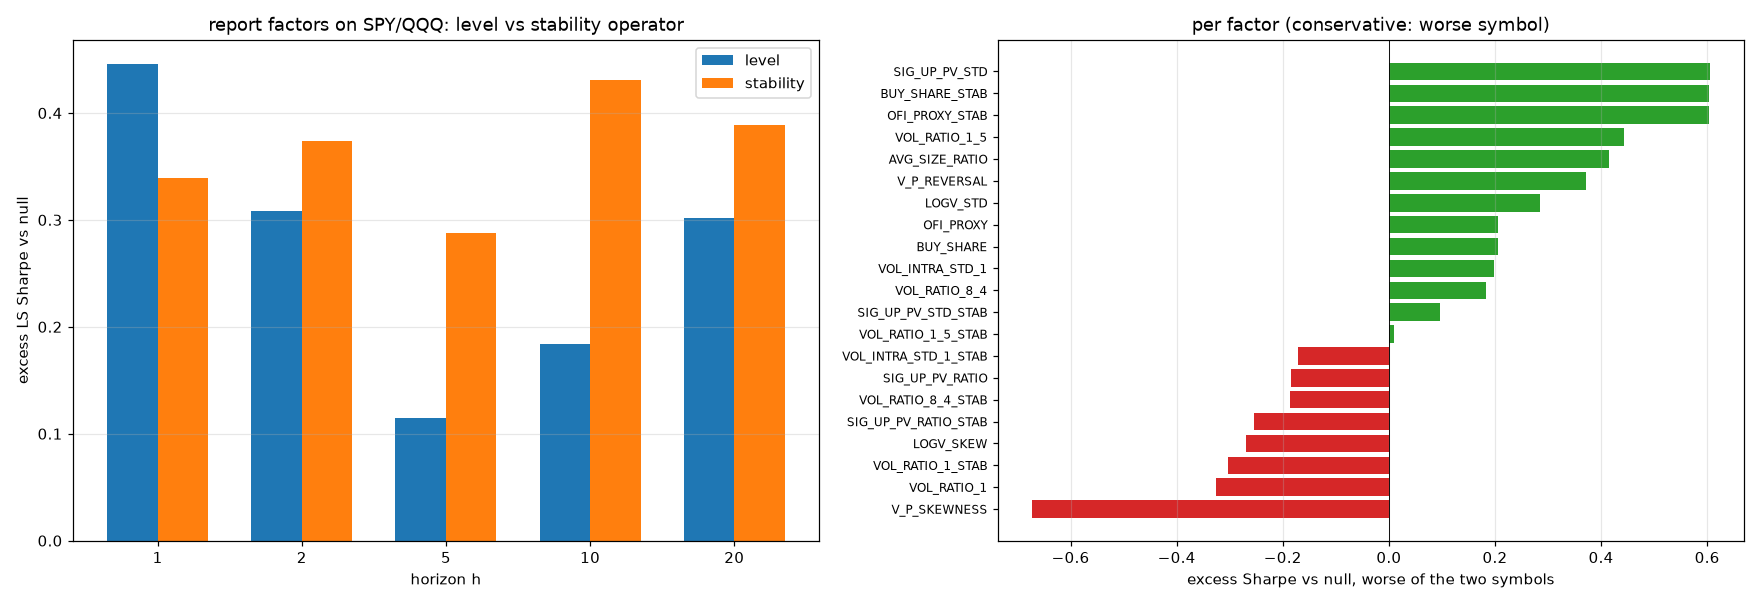 report factors on SPY/QQQ: level vs stability operator
level
stability
excess LS Sharpe vs null
0.4
0.3
0.2
0.1
0.0
1 2 5 10 20
horizon h
per factor (conservative: worse symbol)
SIG_UP_PV_STD
BUY_SHARE_STAB
OFI_PROXY_STAB
VOL_RATIO_1_5
AVG_SIZE_RATIO
V_P_REVERSAL
LOGV_STD
OFI_PROXY
BUY_SHARE
VOL_INTRA_STD_1
VOL_RATIO_8_4
SIG_UP_PV_STD_STAB
VOL_RATIO_1_5_STAB
VOL_INTRA_STD_1_STAB
SIG_UP_PV_RATIO
VOL_RATIO_8_4_STAB
SIG_UP_PV_RATIO_STAB
LOGV_SKEW
VOL_RATIO_1_STAB
VOL_RATIO_1
V_P_SKEWNESS
−0.6 −0.4 −0.2 0.0 0.2 0.4 0.6
excess Sharpe vs null, worse of the two symbols